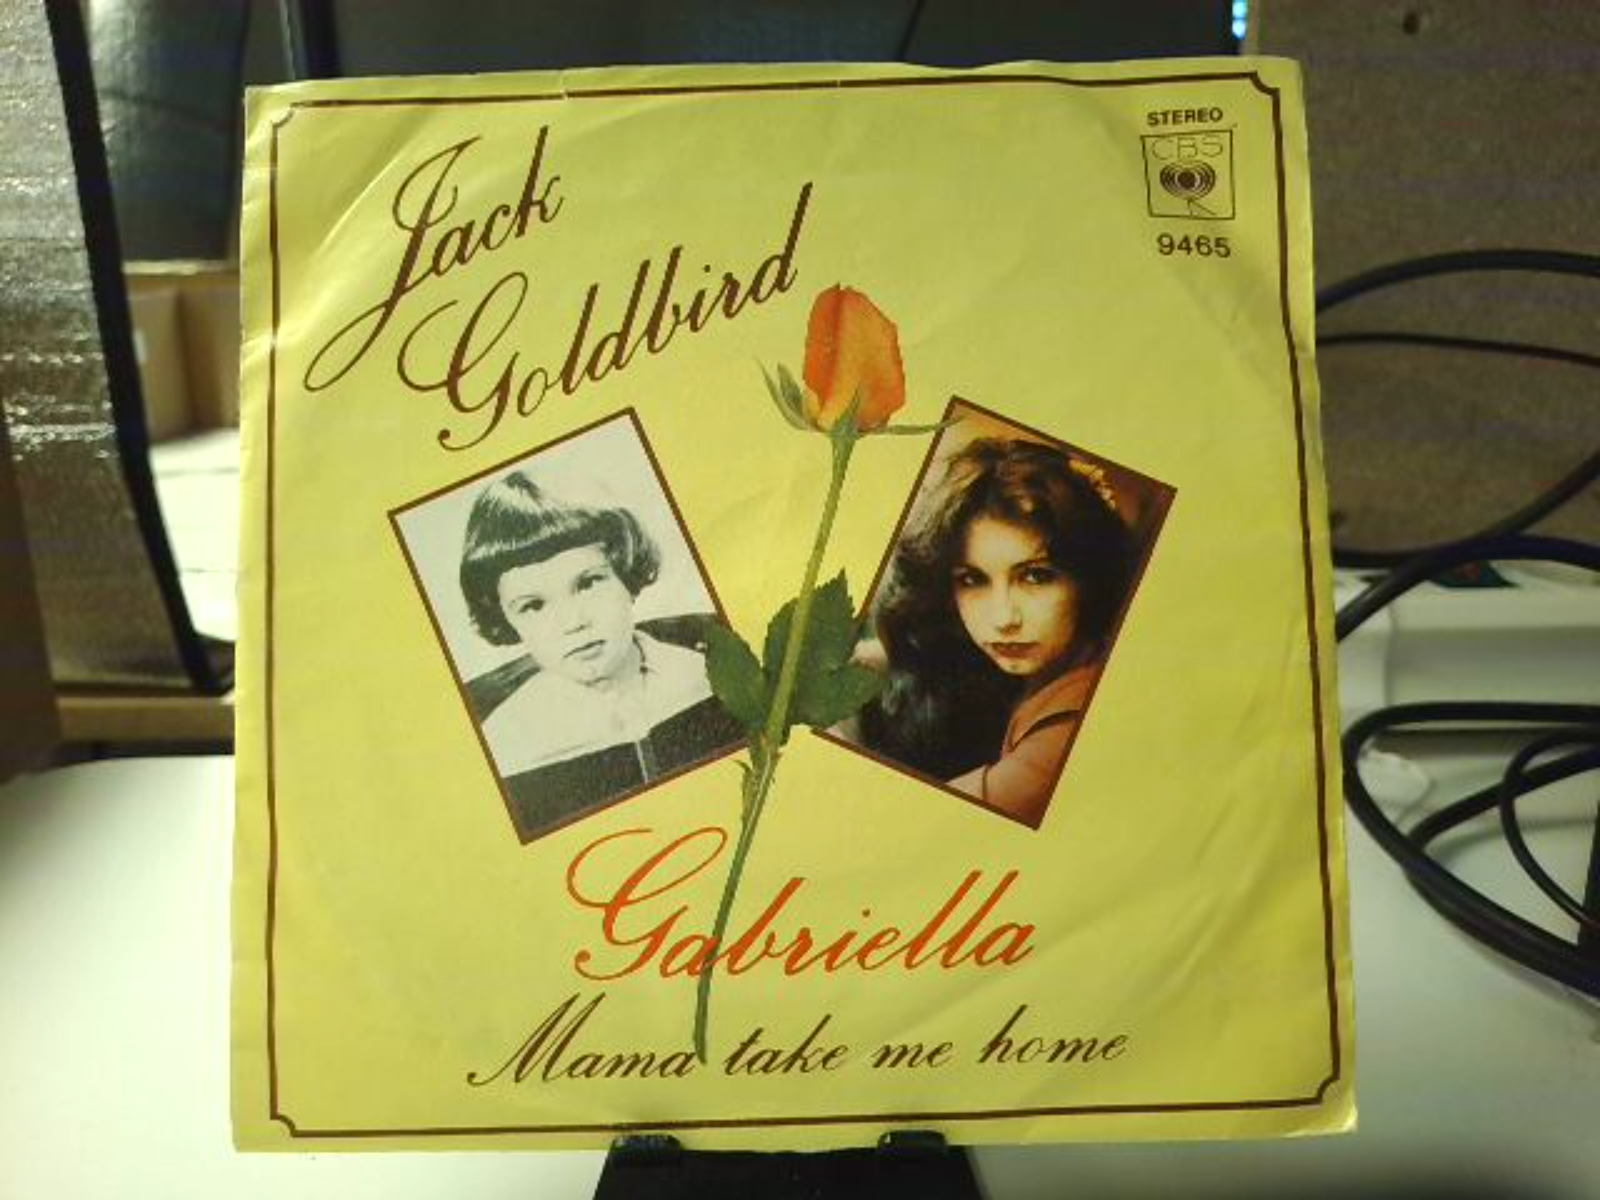 Jack
Goldbird
STEREO
CBS
9465
Gabriella
Mama take me home